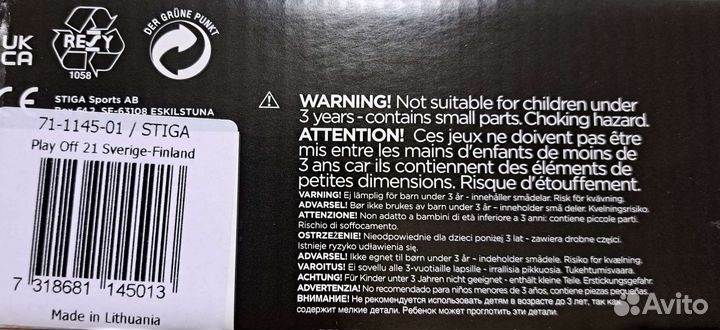 UK
CA
RESY
1058
DER GRÜNE PUNKT
CE
STIGA Sports AB
Box 642, SE-63108 ESKILSTUNA
71-1145-01 / STIGA
Play Off 21 Sverige-Finland
7 318681 145013
Made in Lithuania
WARNING! Not suitable for children under
3 years - contains small parts. Choking hazard.
ATTENTION! Ces jeux ne doivent pas être
mis entre les mains d'enfants de moins de
3 ans car ils contiennent des éléments de
petites dimensions. Risque d'étouffement.
VARNING! Ej lämplig för barn under 3 år - innehåller smådelar. Risk för kvävning.
ADVARSEL! Bør ikke brukes av barn under 3 år – inneholder små deler. Kvelningsrisiko.
ATTENZIONE! Non adatto a bambini di età inferiore a 3 anni: contiene piccole parti.
Rischio di soffocamento.
OSTRZEŻENIE! Nieodpowiednie dla dzieci poniżej 3 lat - zawiera drobne części.
Istnieje ryzyko udławienia się.
ADVARSEL! Ikke egnet til børn under 3 år – indeholder smådele. Risiko for kvælning.
VAROITUS! Ei sovellu alle 3-vuotiaille lapsille - irrallisia pikkuosia. Tukehtumisvaara.
ACHTUNG! Für Kinder unter 3 Jahren nicht geeignet - enthält kleine Teile. Erstickungsgefahr.
ADVERTENZIA! No recomendado para niños menores de 3 años, contiene piezas pequeñas.
ВНИМАНИЕ! Не рекомендуется использовать детям в возрасте до 3 лет, так как
содержит мелкие детали. Ребенок может проглотить эти детали.
Avito